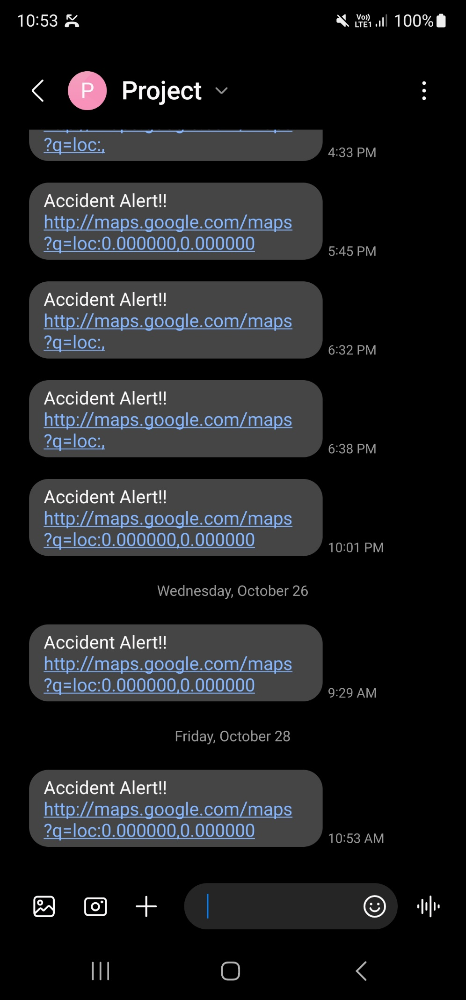 10:53
Vo))
LTE1
100%
P
Project
?q=loc:,
4:33 PM
Accident Alert!!
http://maps.google.com/maps
?q=loc:0.000000,0.000000
5:45 PM
Accident Alert!!
http://maps.google.com/maps
?q=loc:,
6:32 PM
Accident Alert!!
http://maps.google.com/maps
?q=loc:,
6:38 PM
Accident Alert!!
http://maps.google.com/maps
?q=loc:0.000000,0.000000
10:01 PM
Wednesday, October 26
Accident Alert!!
http://maps.google.com/maps
?q=loc:0.000000,0.000000
9:29 AM
Friday, October 28
Accident Alert!!
http://maps.google.com/maps
?q=loc:0.000000,0.000000
10:53 AM